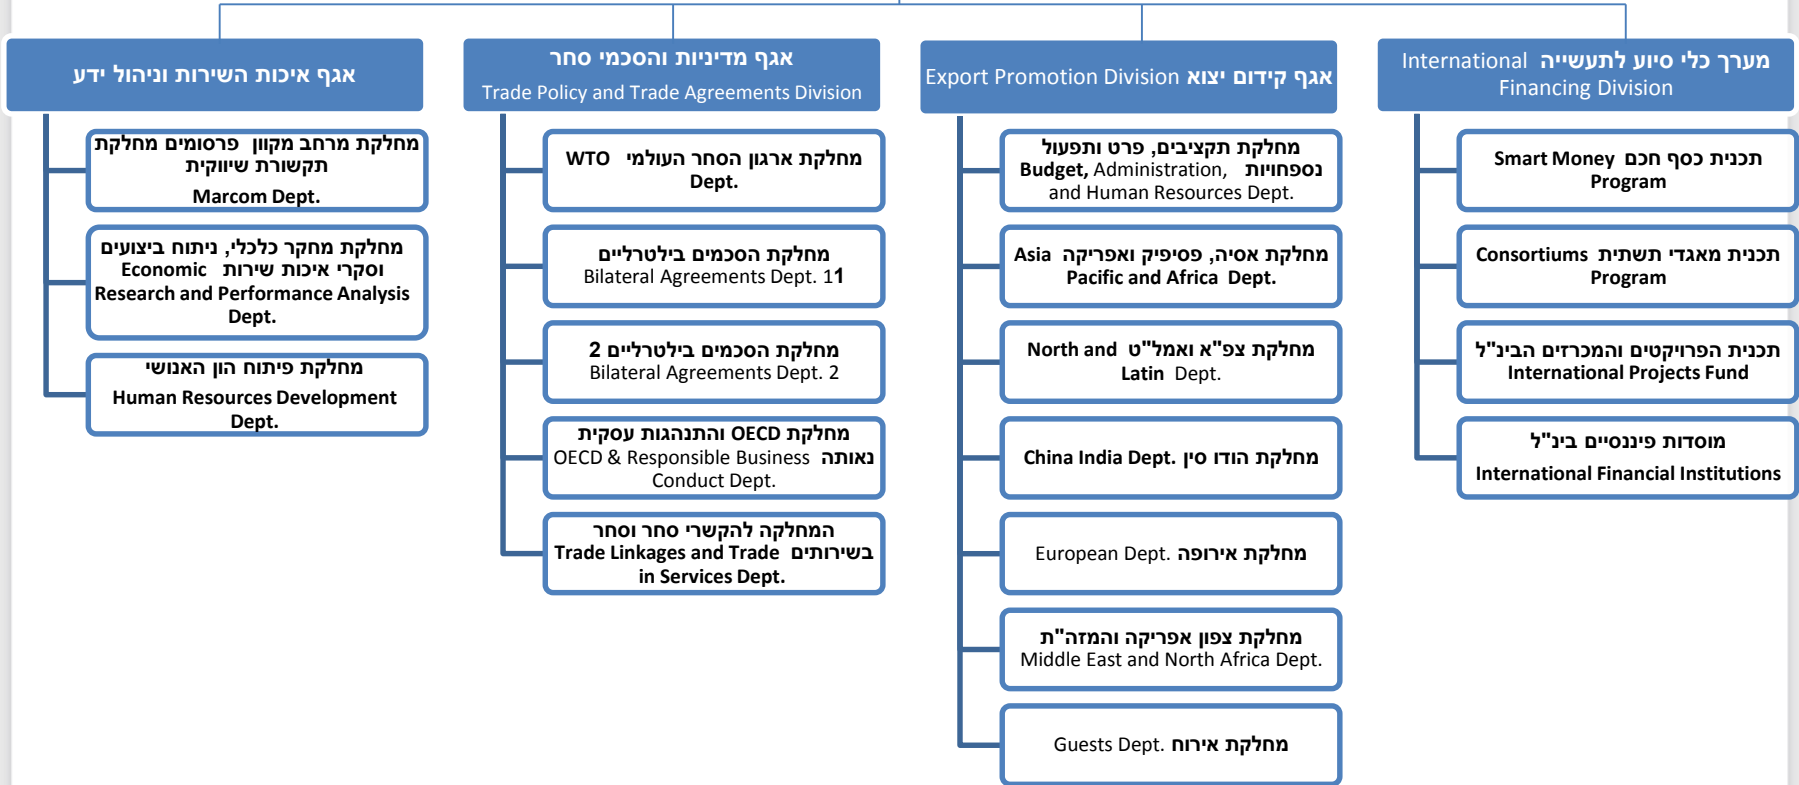 אגף איכות השירות וניהול ידע
מחלקת מרחב מקוון פרסומים מחלקת
תקשורת שיווקית
Marcom Dept.
מחלקת מחקר כלכלי, ניתוח ביצועים
וסקרי איכות שירות Economic
Research and Performance Analysis
Dept.
מחלקת פיתוח הון האנושי
Human Resources Development
Dept.
אגף מדיניות והסכמי סחר
Trade Policy and Trade Agreements Division
מחלקת ארגון הסחר העולמי WTO
Dept.
מחלקת הסכמים בילטרליים
Bilateral Agreements Dept. 11
מחלקת הסכמים בילטרליים 2
Bilateral Agreements Dept. 2
מחלקת OECD והתנהגות עסקית
נאותה OECD & Responsible Business
Conduct Dept.
המחלקה להקשרי סחר וסחר
בשירותים Trade Linkages and Trade
in Services Dept.
אגף קידום יצוא Export Promotion Division
מחלקת תקציבים, פרט ותפעול
נספחויות Budget, Administration,
and Human Resources Dept.
מחלקת אסיה, פסיפיק ואפריקה Asia
Pacific and Africa Dept.
מחלקת צפ"א ואמל"ט North and
Latin Dept.
מחלקת הודו סין China India Dept.
מחלקת אירופה European Dept.
מחלקת צפון אפריקה והמזה"ת
Middle East and North Africa Dept.
מחלקת אירוח Guests Dept.
מערך כלי סיוע לתעשייה International
Financing Division
תכנית כסף חכם Smart Money
Program
תכנית מאגדי תשתית Consortiums
Program
תכנית הפרויקטים והמכרזים הבינ"ל
International Projects Fund
מוסדות פיננסיים בינ"ל
International Financial Institutions